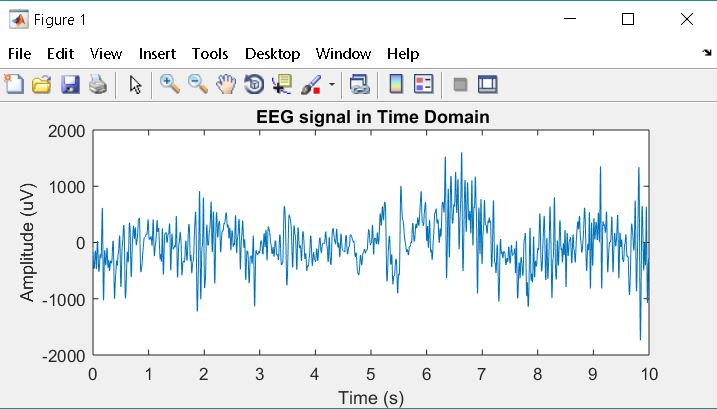 Figure 1
File Edit View Insert Tools Desktop Window Help
EEG signal in Time Domain
2000
1000
0
-1000
-2000
Amplitude (uV)
0 1 2 3 4 5 6 7 8 9 10
Time (s)